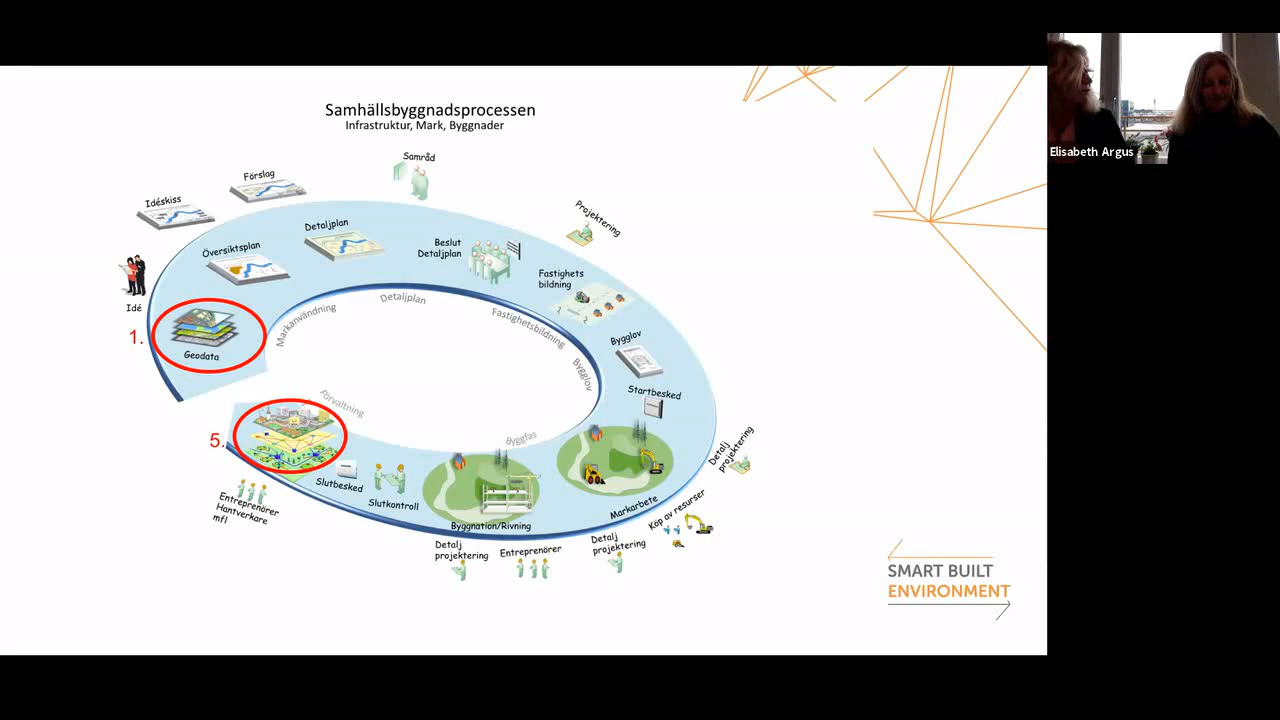 Samhällsbyggnadsprocessen
Infrastruktur, Mark, Byggnader
Samråd
Förslag
Idéskiss
Projektering
Detaljplan
Översiktsplan
Beslut
Detaljplan
Fastighets
bildning
Idé
1.
Geodata
Markanvändning
Detaljplan
Fastighetsbildning
Bygglov
Bygglov
Startbesked
Förvaltning
5.
Byggfas
Detalj
projektering
Slutbesked
Slutkontroll
Byggnation/Rivning
Markarbete
Köp av resurser
Entreprenörer
Hantverkare
mfl
Detalj
projektering
Entreprenörer
Detalj
projektering
SMART BUILT
ENVIRONMENT
Elisabeth Argus